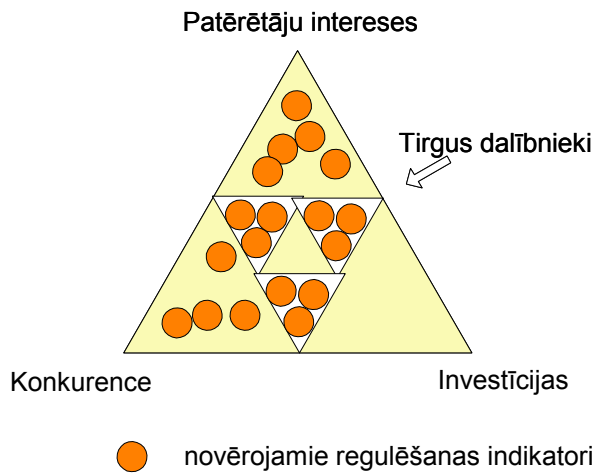 Patērētāju intereses
Tirgus dalībnieki
Konkurence
Investīcijas
novērojamie regulēšanas indikatori